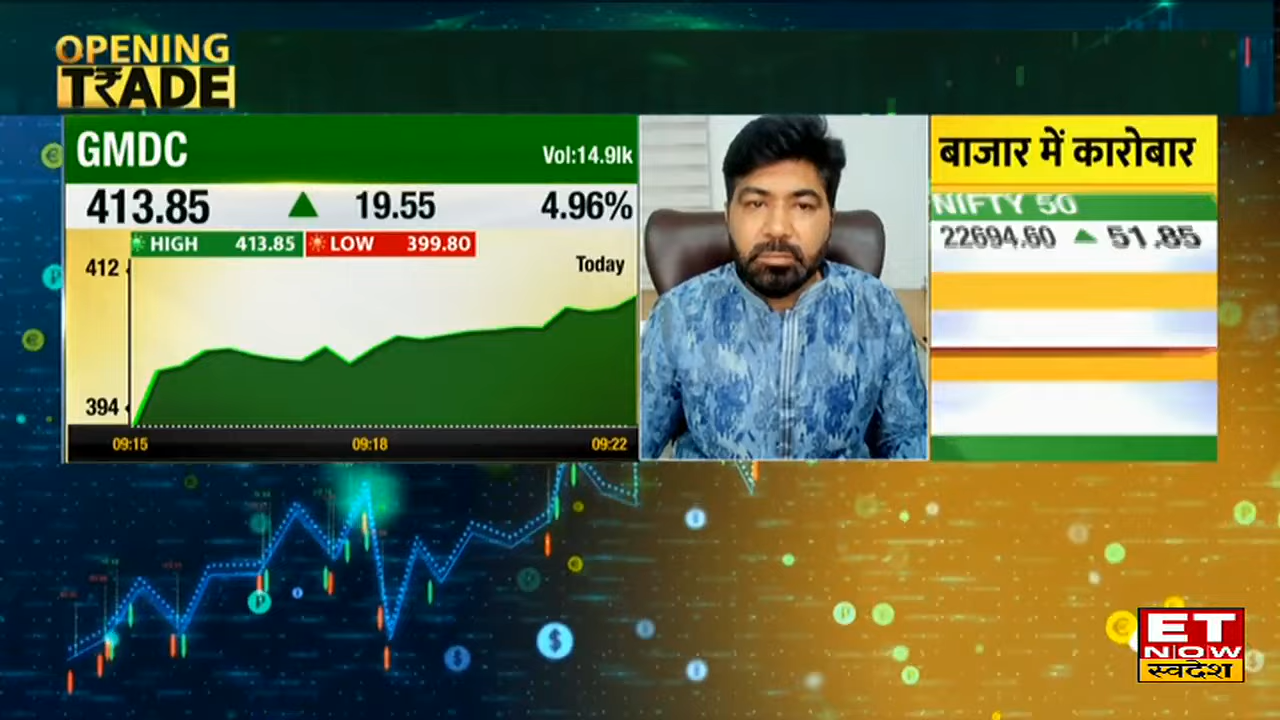 OPENING
TRADE
GMDC
Vol:14.9lk
413.85 ▲ 19.55 4.96%
HIGH 413.85 LOW 399.80
Today
412
394
09:15 09:18 09:22
बाजार में कारोबार
NIFTY 50
22694.60 ▲ 51.85
ET
NOW
स्वदेश